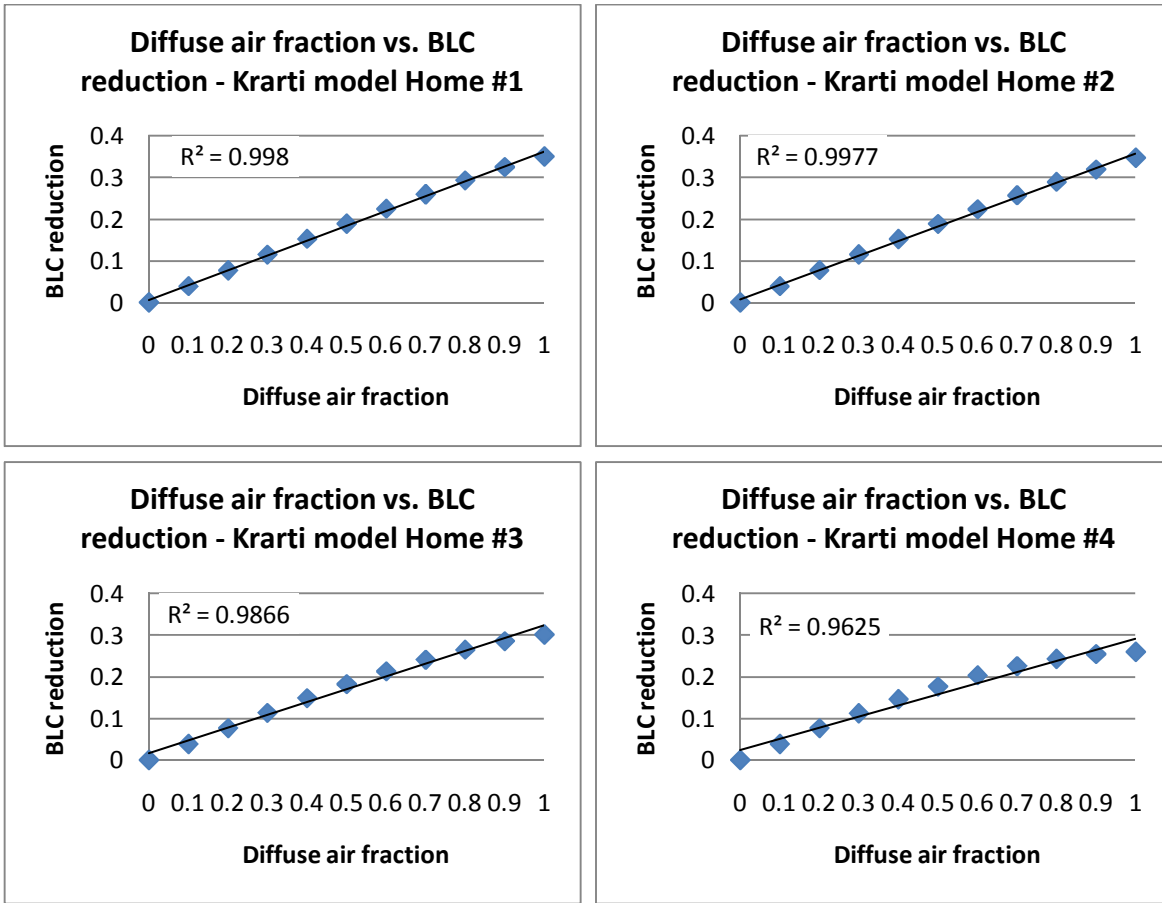 Diffuse air fraction vs. BLC
reduction - Krarti model Home #1
R² = 0.998
0.4
0.3
0.2
0.1
0
BLC reduction
0 0.1 0.2 0.3 0.4 0.5 0.6 0.7 0.8 0.9 1
Diffuse air fraction
Diffuse air fraction vs. BLC
reduction - Krarti model Home #2
R² = 0.9977
0.4
0.3
0.2
0.1
0
BLC reduction
0 0.1 0.2 0.3 0.4 0.5 0.6 0.7 0.8 0.9 1
Diffuse air fraction
Diffuse air fraction vs. BLC
reduction - Krarti model Home #3
R² = 0.9866
0.4
0.3
0.2
0.1
0
BLC reduction
0 0.1 0.2 0.3 0.4 0.5 0.6 0.7 0.8 0.9 1
Diffuse air fraction
Diffuse air fraction vs. BLC
reduction - Krarti model Home #4
R² = 0.9625
0.4
0.3
0.2
0.1
0
BLC reduction
0 0.1 0.2 0.3 0.4 0.5 0.6 0.7 0.8 0.9 1
Diffuse air fraction